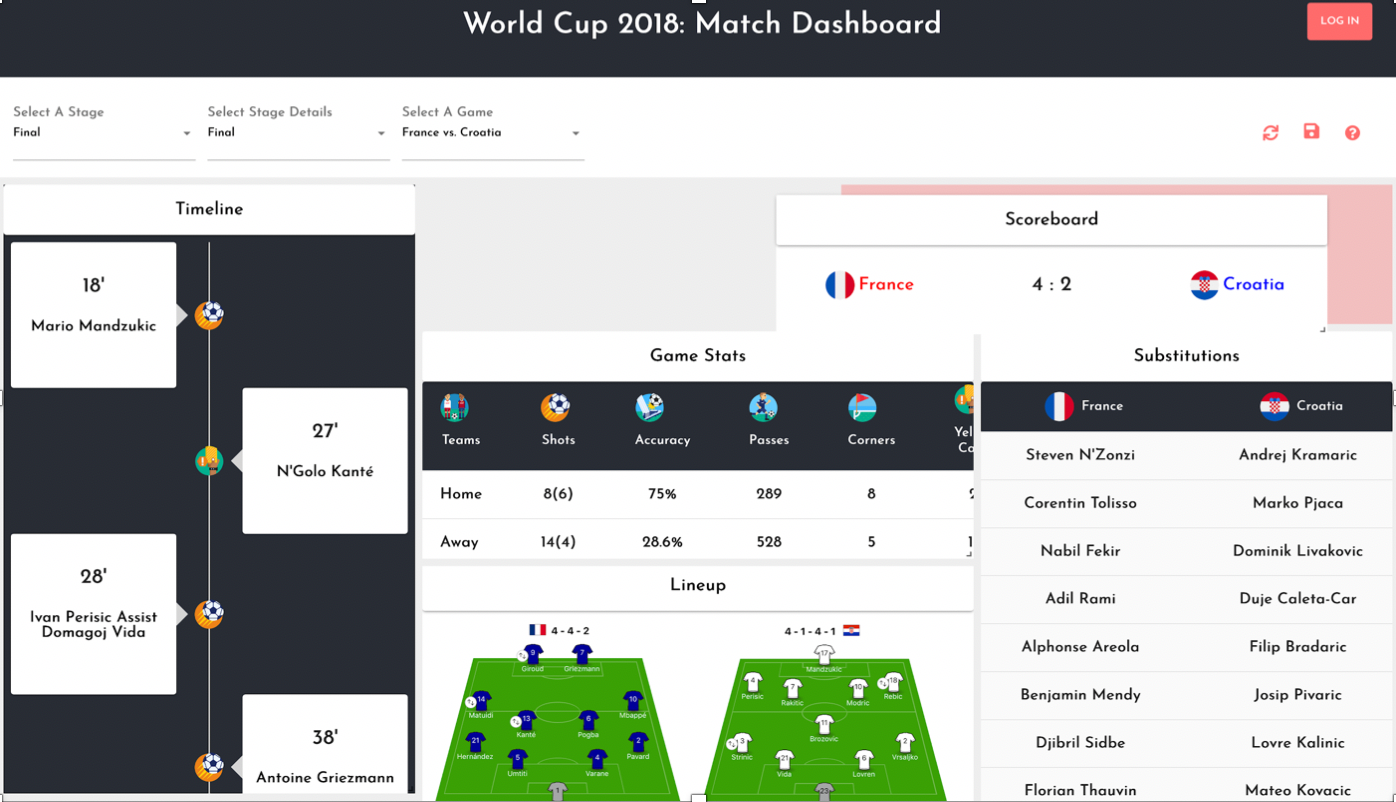 World Cup 2018: Match Dashboard
LOG IN
Select A Stage
Final
Select Stage Details
Final
Select A Game
France vs. Croatia
Timeline
18'
Mario Mandzukic
27'
N'Golo Kanté
28'
Ivan Perisic Assist
Domagoj Vida
38'
Antoine Griezmann
Scoreboard
France 4 : 2 Croatia
Game Stats
Teams Shots Accuracy Passes Corners Yel
Ca
Home 8(6) 75% 289 8 2
Away 14(4) 28.6% 528 5 1
Lineup
4 - 4 - 2
9 7
Giroud Griezmann
14 10
Matuidi Mbappé
13 6
Kanté Pogba
21 2
Hernández Pavard
5 4
Umtiti Varane
1
4 - 1 - 4 - 1
17
Mandzukic
4 7 10 18
Perisic Rakitic Modric Rebic
11
Brozovic
3 2
Strinic Vrsaljko
21 6
Vida Lovren
23
Substitutions
France Croatia
Steven N'Zonzi Andrej Kramaric
Corentin Tolisso Marko Pjaca
Nabil Fekir Dominik Livakovic
Adil Rami Duje Caleta-Car
Alphonse Areola Filip Bradaric
Benjamin Mendy Josip Pivaric
Djibril Sidbe Lovre Kalinic
Florian Thauvin Mateo Kovacic